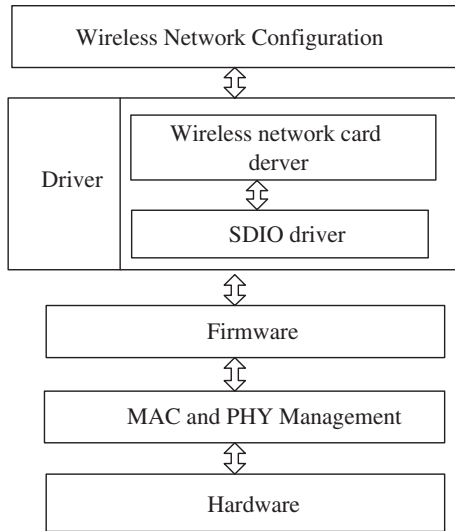 Wireless Network Configuration
Driver
Wireless network card
derver
SDIO driver
Firmware
MAC and PHY Management
Hardware